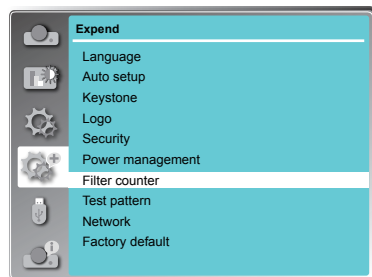 Expend
Language
Auto setup
Keystone
Logo
Security
Power management
Filter counter
Test pattern
Network
Factory default